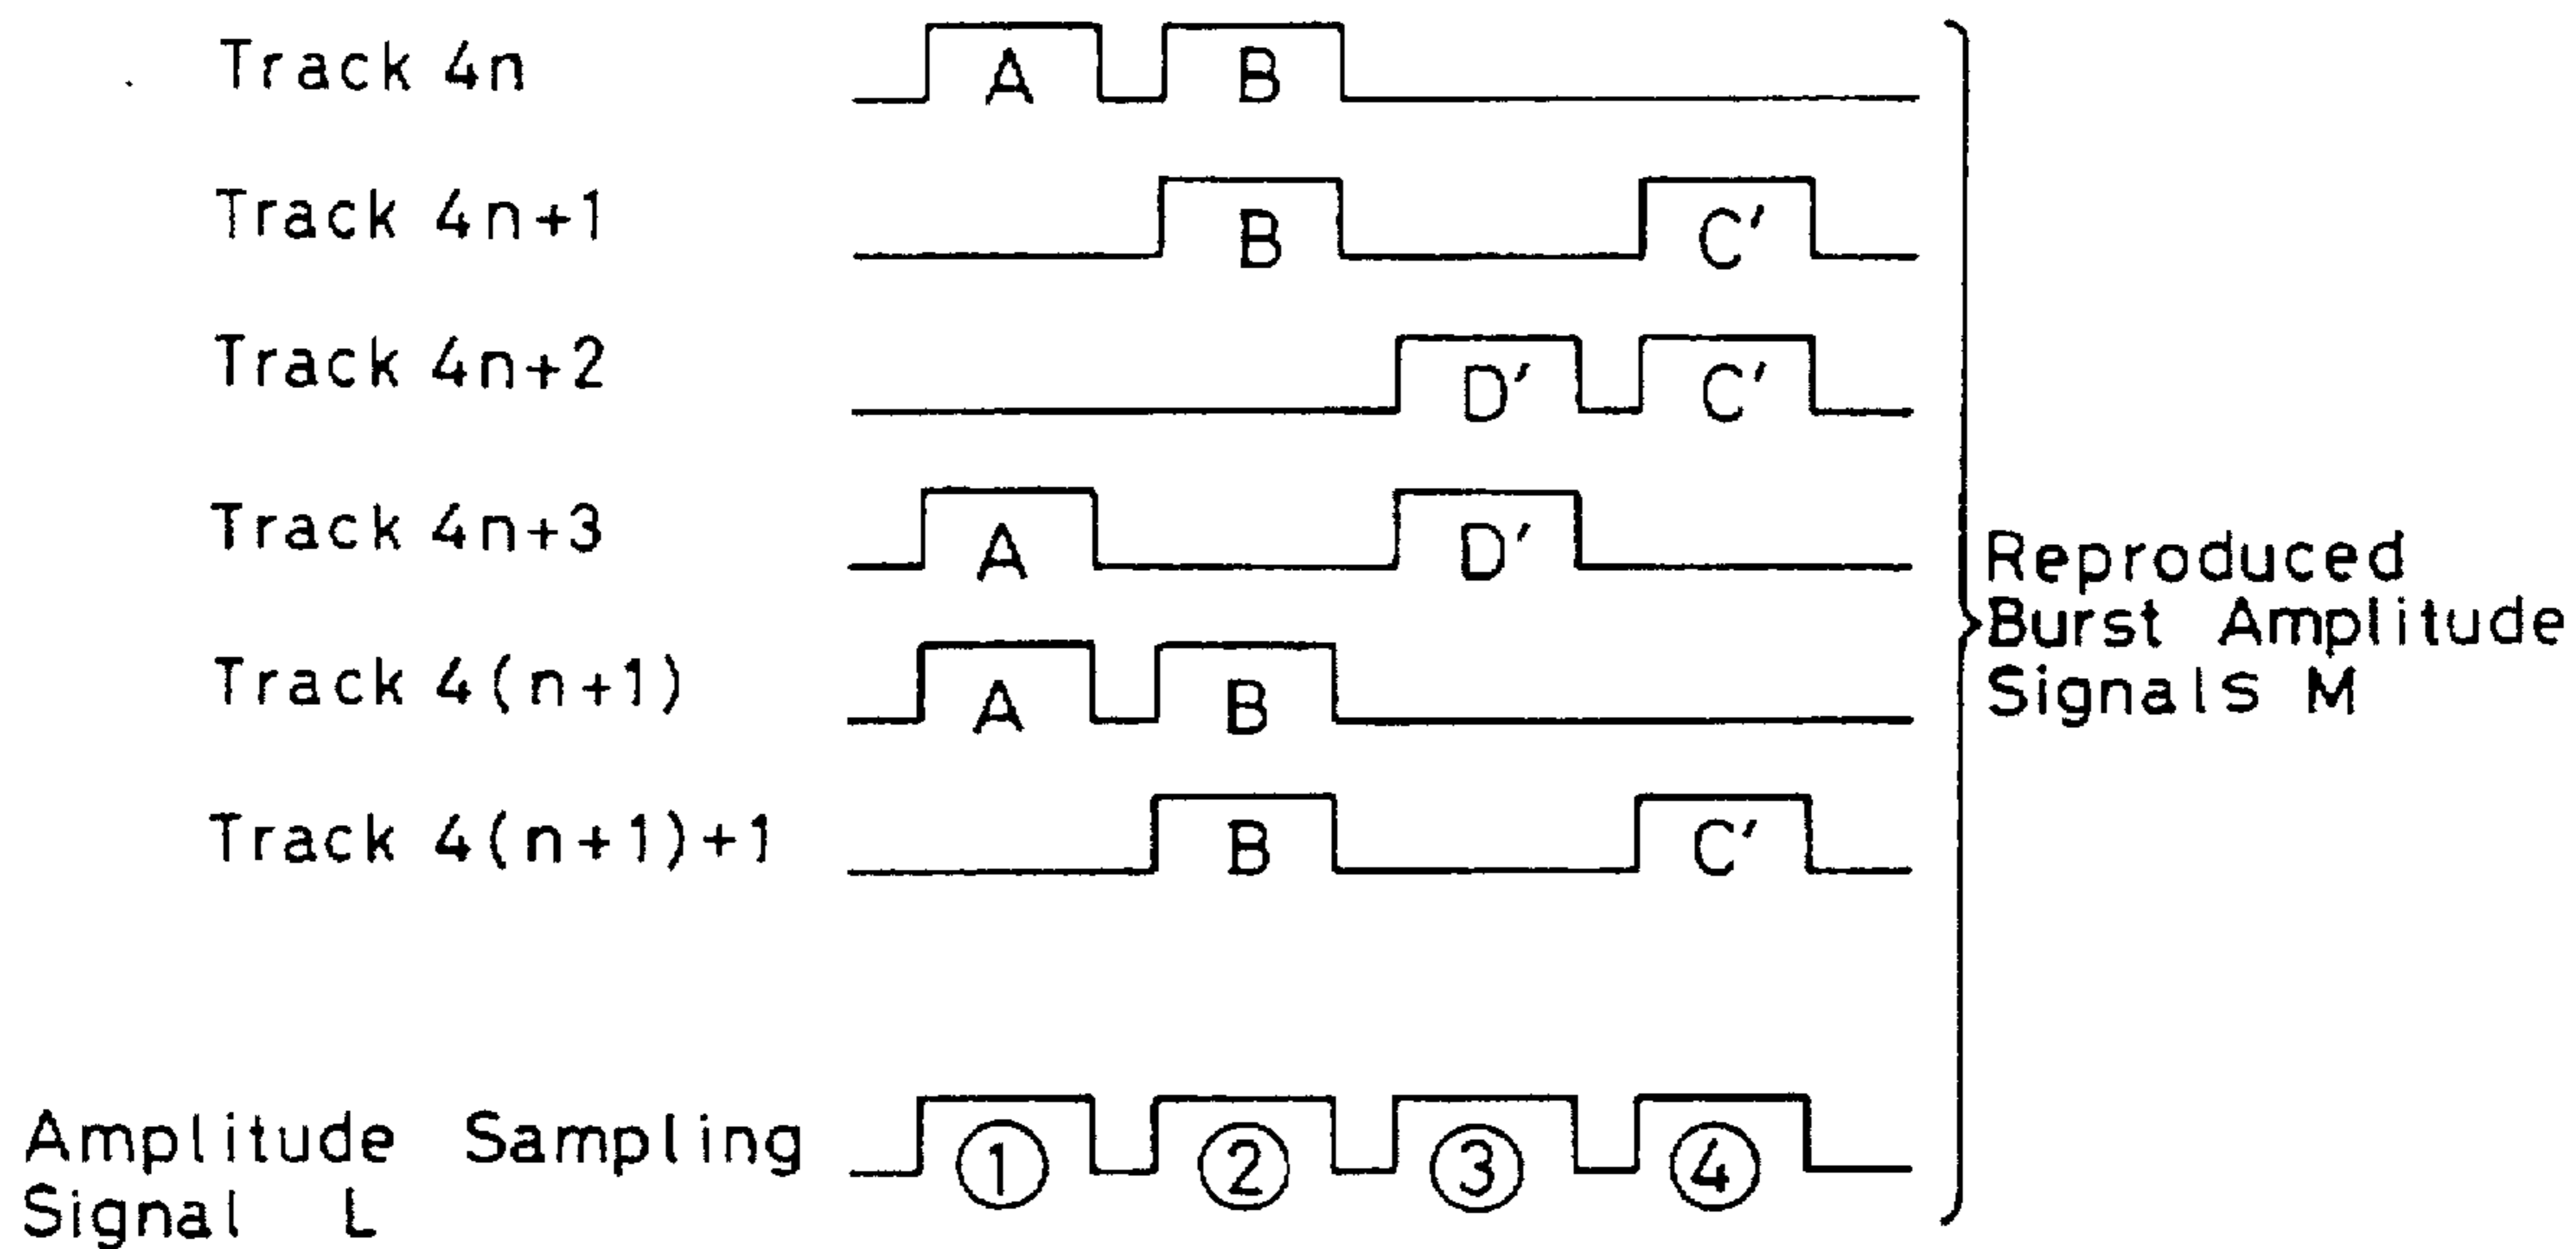 Track 4n A B
Track 4n+1 B C′
Track 4n+2 D′ C′
Track 4n+3 A D′
Track 4(n+1) A B
Track 4(n+1)+1 B C′
Reproduced
Burst Amplitude
Signals M
Amplitude Sampling
Signal L
① ② ③ ④